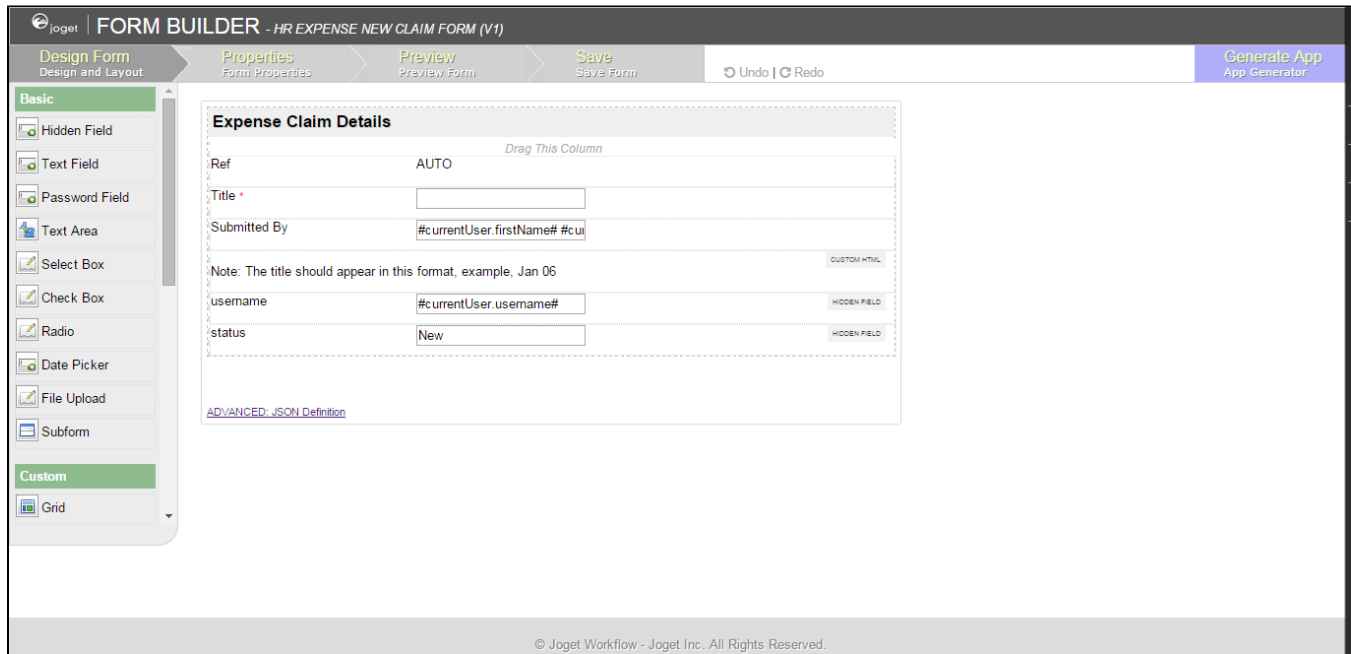 joget | FORM BUILDER - HR EXPENSE NEW CLAIM FORM (V1)
Design Form
Design and Layout
Properties
Form Properties
Preview
Preview Form
Save
Save Form
Undo | Redo
Generate App
App Generator
Basic
Hidden Field
Text Field
Password Field
Text Area
Select Box
Check Box
Radio
Date Picker
File Upload
Subform
Custom
Grid
Expense Claim Details
Drag This Column
Ref AUTO
Title *
Submitted By #currentUser.firstName# #cur
CUSTOM HTML
Note: The title should appear in this format, example, Jan 06
username #currentUser.username# HIDDEN FIELD
status New HIDDEN FIELD
ADVANCED: JSON Definition
© Joget Workflow - Joget Inc. All Rights Reserved.